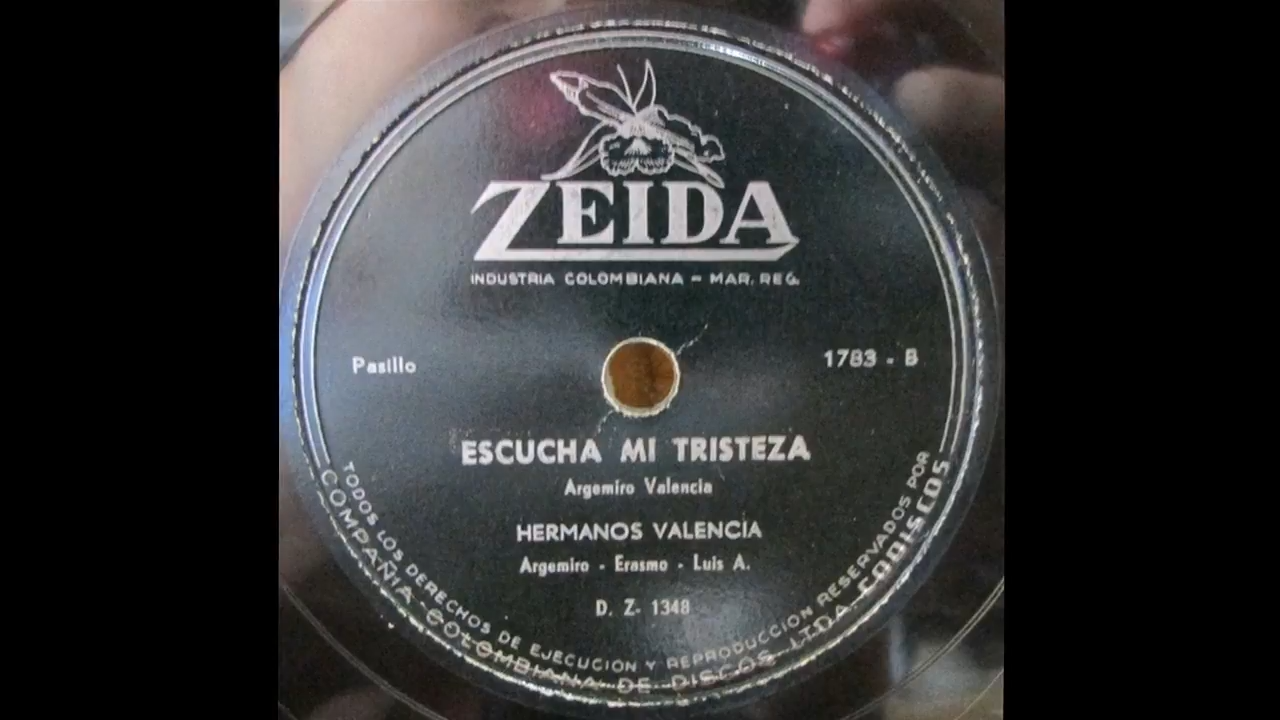 ZEIDA
INDUSTRIA COLOMBIANA - MAR. REG.
Pasillo
1783 - B
ESCUCHA MI TRISTEZA
Argemiro Valencia
HERMANOS VALENCIA
Argemiro - Erasmo - Luis A.
D. Z- 1348
TODOS LOS DERECHOS DE EJECUCION Y REPRODUCCION RESERVADOS POR
COMPAÑIA COLOMBIANA DE DISCOS LTDA. CODISCOS